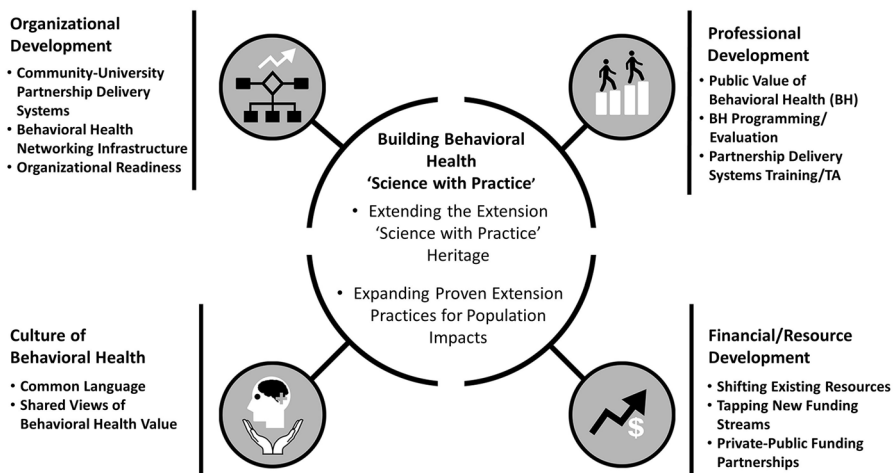 Organizational
Development
• Community-University
Partnership Delivery
Systems
• Behavioral Health
Networking Infrastructure
• Organizational Readiness
Professional
Development
• Public Value of
Behavioral Health (BH)
• BH Programming/
Evaluation
• Partnership Delivery
Systems Training/TA
Building Behavioral
Health
‘Science with Practice’
• Extending the Extension
‘Science with Practice’
Heritage
• Expanding Proven Extension
Practices for Population
Impacts
Culture of
Behavioral Health
• Common Language
• Shared Views of
Behavioral Health Value
Financial/Resource
Development
• Shifting Existing Resources
• Tapping New Funding
Streams
• Private-Public Funding
Partnerships
$